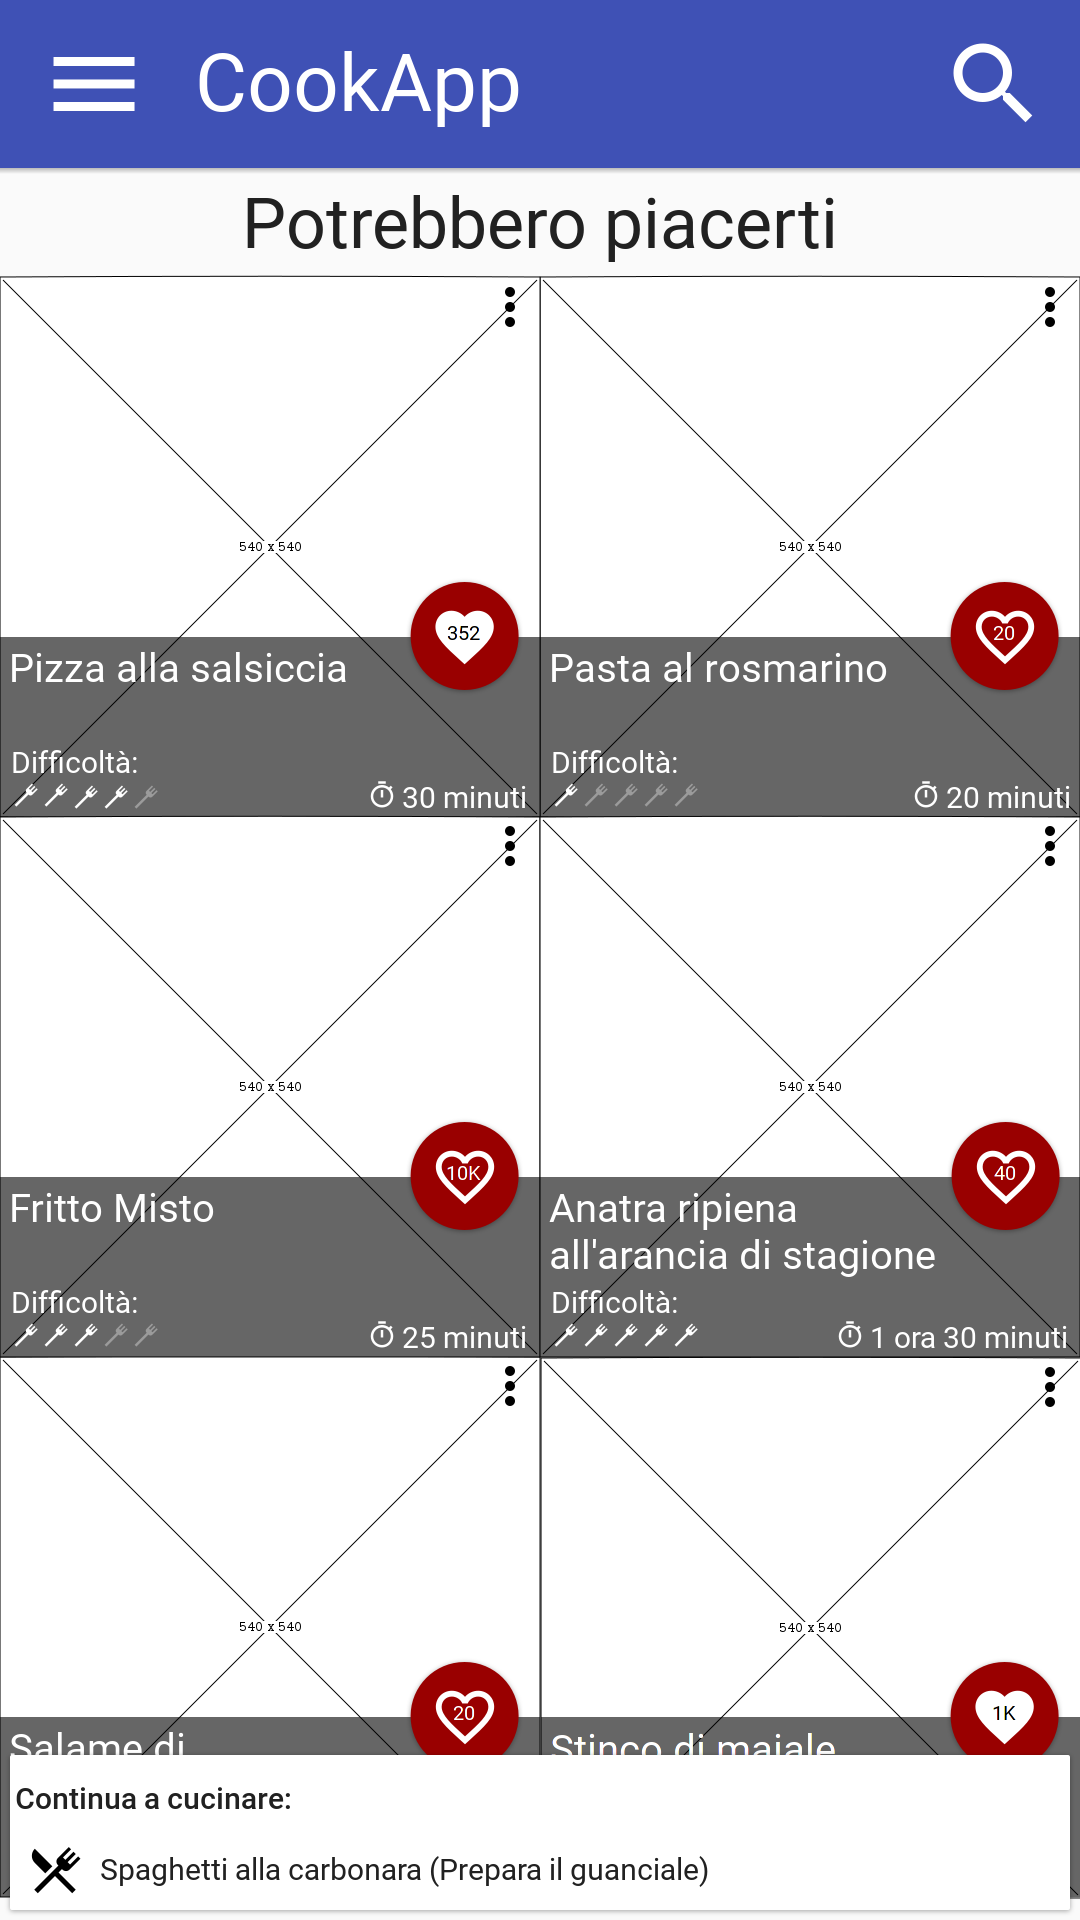 CookApp
Potrebbero piacerti
540 x 540
540 x 540
352
20
Pizza alla salsiccia
Pasta al rosmarino
Difficoltà:
30 minuti
Difficoltà:
20 minuti
540 x 540
540 x 540
10K
40
Fritto Misto
Anatra ripiena
all'arancia di stagione
Difficoltà:
25 minuti
Difficoltà:
1 ora 30 minuti
540 x 540
540 x 540
20
1K
Salame di
Stinco di maiale
Continua a cucinare:
Spaghetti alla carbonara (Prepara il guanciale)